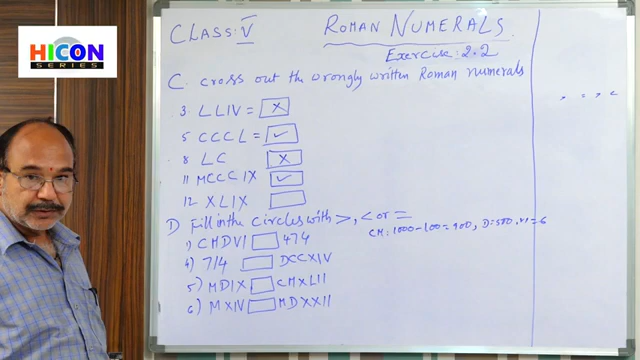 HICON
SERIES
CLASS: V
ROMAN NUMERALS
Exercise: 2.2
C. cross out the wrongly written Roman numerals
3. LLIV = ☒
5 CCCL = ☑
8 LC ☒
11 MCCCIX ☑
12 XLIX ☐
D) Fill in the circles with >, < or =
CM: 1000-100=900, D=500, VI=6
1) CMDVI ☐ 474
4) 714 ☐ DCCXIV
5) MDIX ☐ CMXLII
6) MXIV ☐ MDXXII